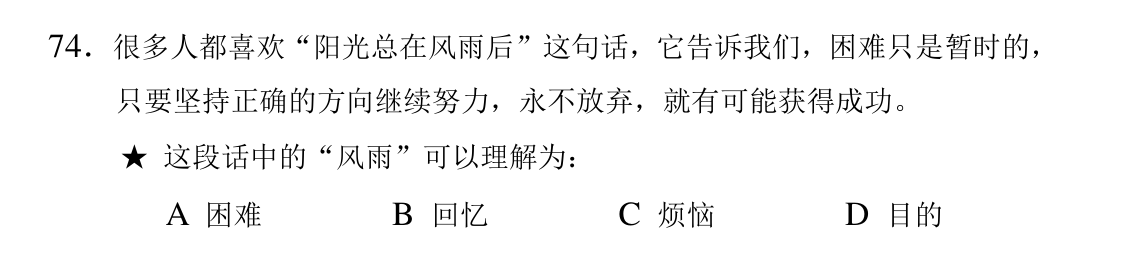 74．很多人都喜欢“阳光总在风雨后”这句话，它告诉我们，困难只是暂时的，
只要坚持正确的方向继续努力，永不放弃，就有可能获得成功。
★ 这段话中的“风雨”可以理解为：
A 困难 B 回忆 C 烦恼 D 目的